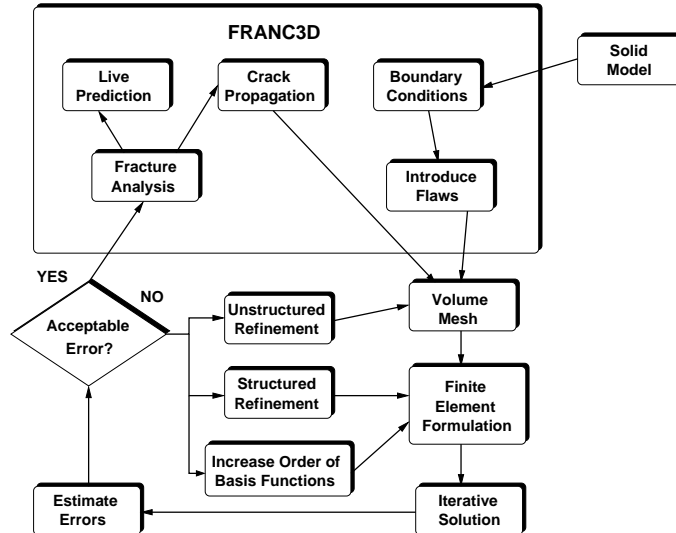 FRANC3D
Solid
Model
Live
Prediction
Crack
Propagation
Boundary
Conditions
Fracture
Analysis
Introduce
Flaws
YES
NO
Acceptable
Error?
Unstructured
Refinement
Volume
Mesh
Structured
Refinement
Finite
Element
Formulation
Increase Order of
Basis Functions
Estimate
Errors
Iterative
Solution